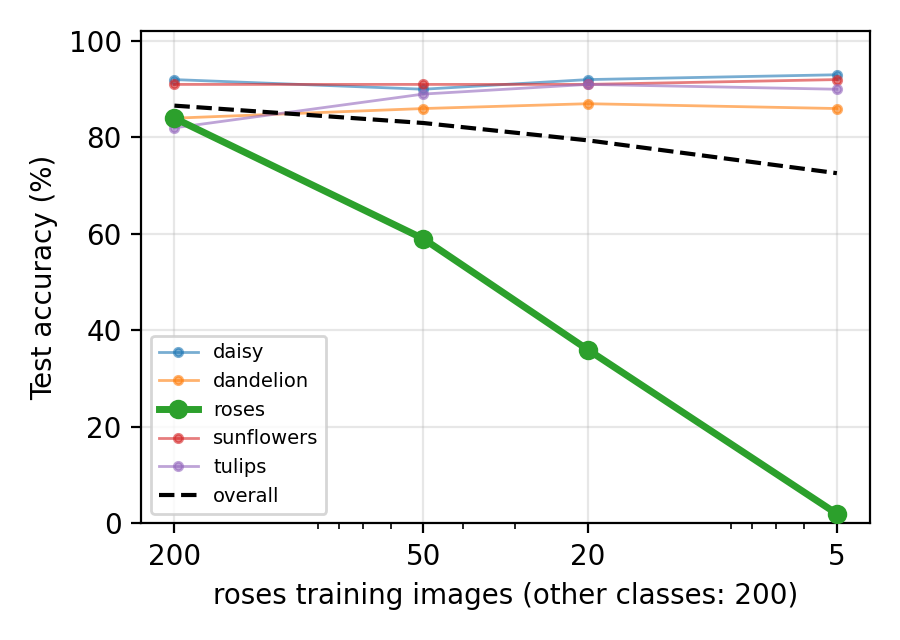 100
80
60
40
20
0
Test accuracy (%)
daisy
dandelion
roses
sunflowers
tulips
overall
200 50 20 5
roses training images (other classes: 200)